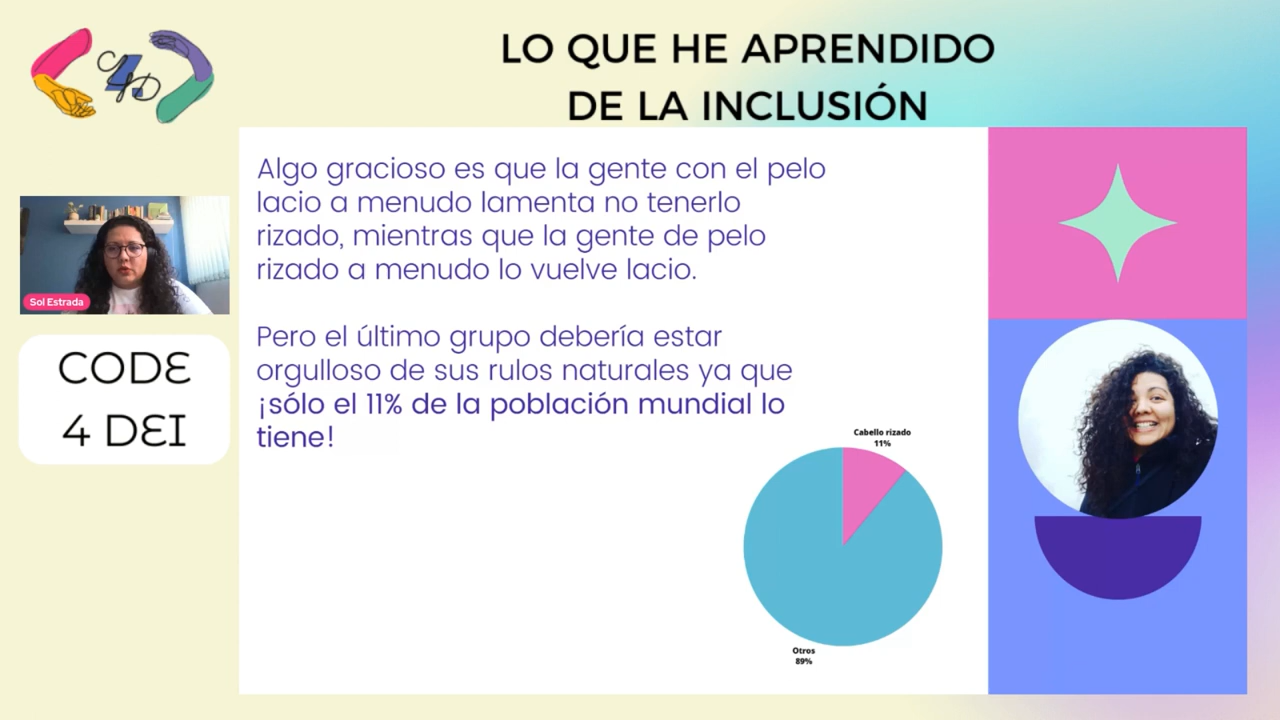 LO QUE HE APRENDIDO
DE LA INCLUSIÓN
Algo gracioso es que la gente con el pelo
lacio a menudo lamenta no tenerlo
rizado, mientras que la gente de pelo
rizado a menudo lo vuelve lacio.
Pero el último grupo debería estar
orgulloso de sus rulos naturales ya que
¡sólo el 11% de la población mundial lo
tiene!
Sol Estrada
CODE
4 DEI
Cabello rizado
11%
Otros
89%